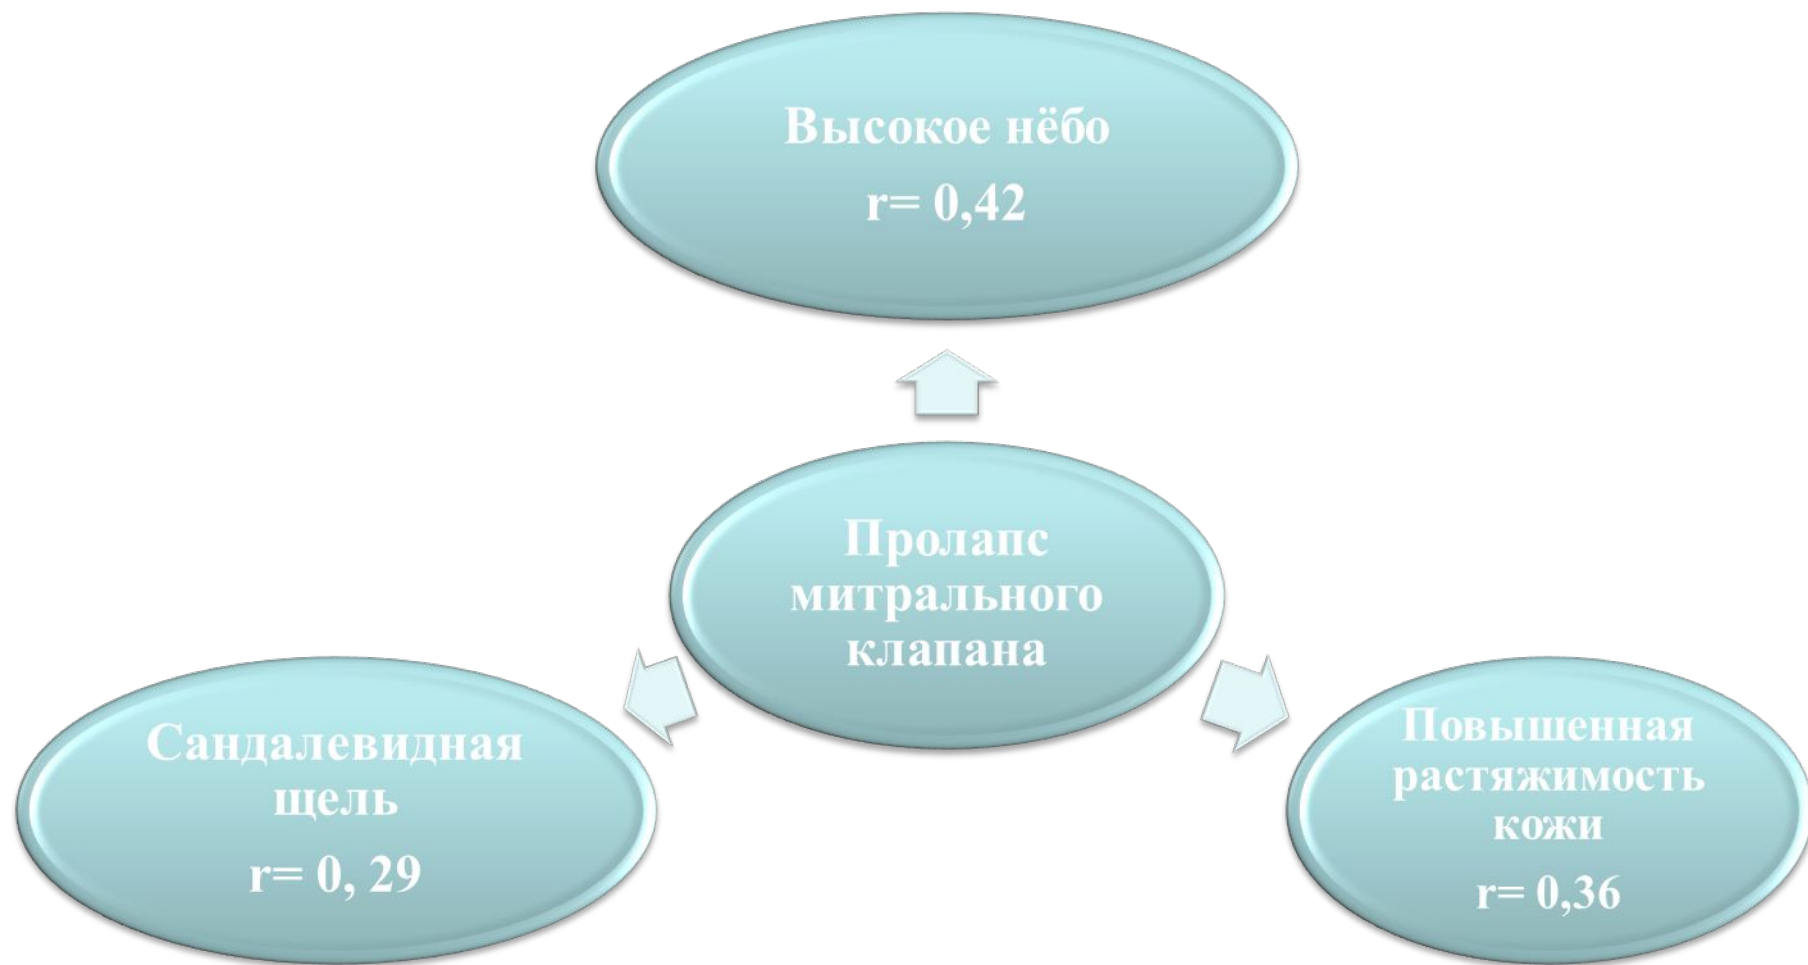 Высокое нёбо
r= 0,42
Пролапс
митрального
клапана
Сандалевидная
щель
r= 0, 29
Повышенная
растяжимость
кожи
r= 0,36